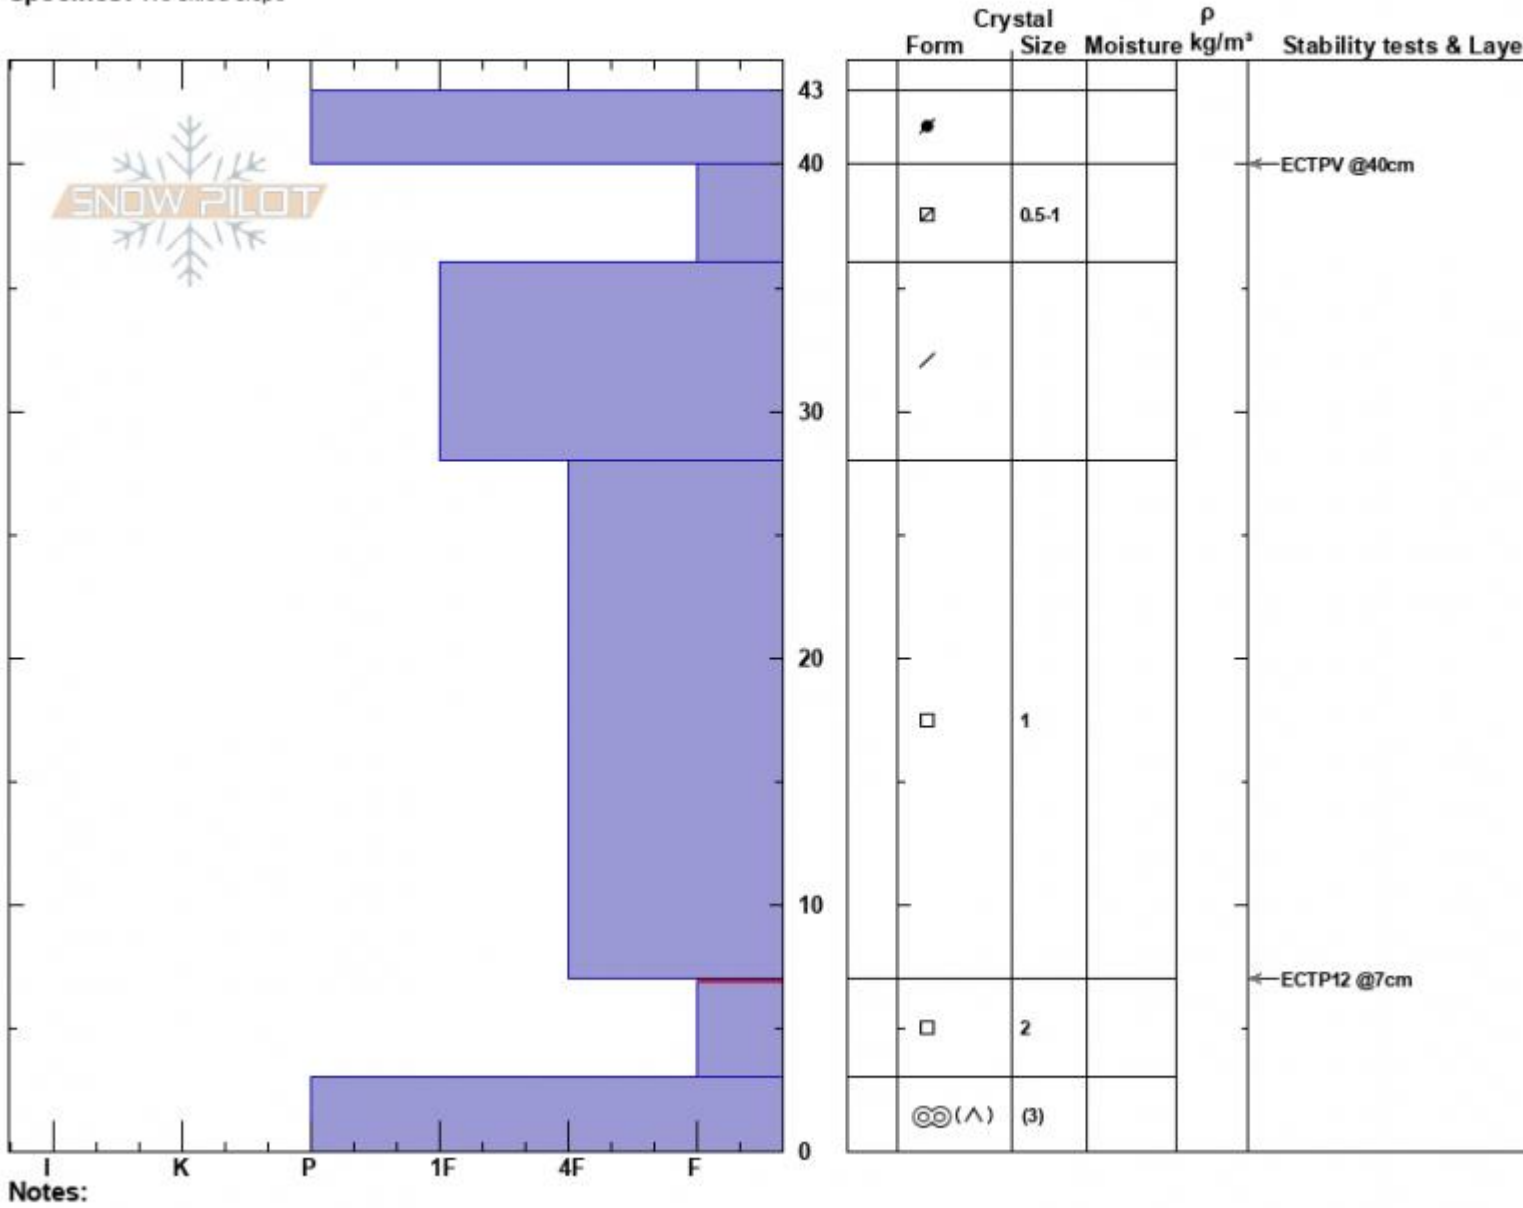 Crystal ρ
Form Size Moisture kg/m³ Stability tests & Laye
43
SNOW PILOT
40 ECTPV @40cm
0.5-1
30
20
1
10
ECTP12 @7cm
2
(3)
0
I K P 1F 4F F
Notes: